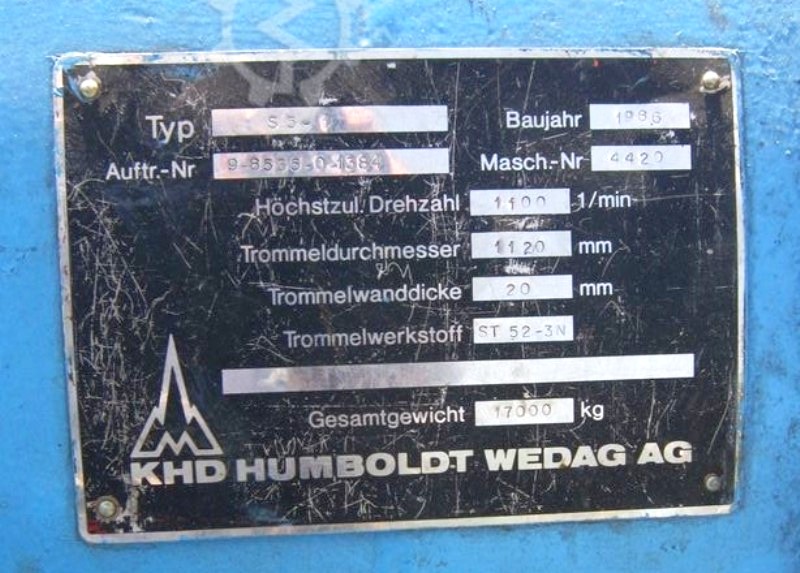 Typ Baujahr 1986
Auftr.-Nr 9-8536-0-1364 Masch.-Nr 4420
Höchstzul. Drehzahl 1100 1/min
Trommeldurchmesser 1120 mm
Trommelwanddicke 20 mm
Trommelwerkstoff ST 52-3N
Gesamtgewicht 17000 kg
KHD HUMBOLDT WEDAG AG